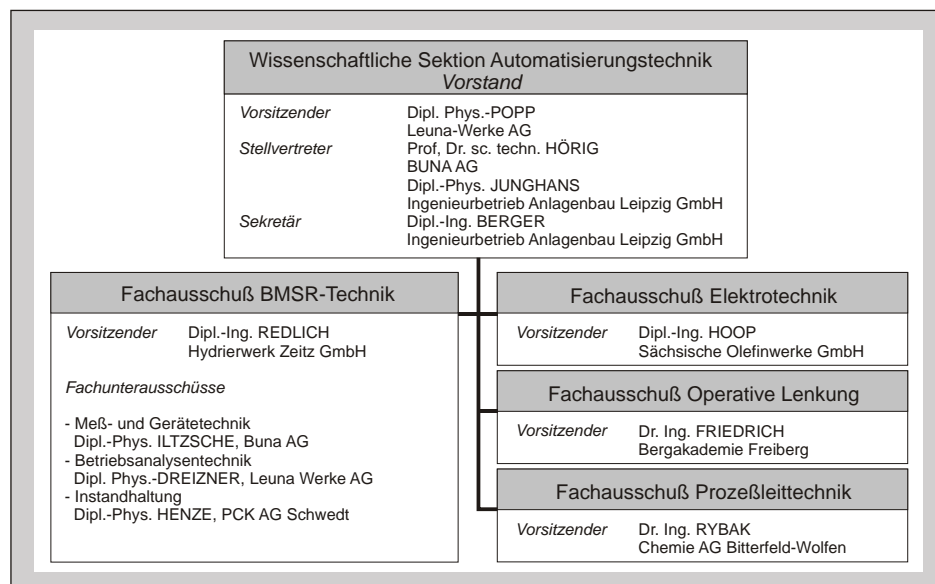 Wissenschaftliche Sektion Automatisierungstechnik
Vorstand
Vorsitzender Dipl. Phys.-POPP
Leuna-Werke AG
Stellvertreter Prof, Dr. sc. techn. HÖRIG
BUNA AG
Dipl.-Phys. JUNGHANS
Ingenieurbetrieb Anlagenbau Leipzig GmbH
Sekretär Dipl.-Ing. BERGER
Ingenieurbetrieb Anlagenbau Leipzig GmbH
Fachausschuß BMSR-Technik
Vorsitzender Dipl.-Ing. REDLICH
Hydrierwerk Zeitz GmbH
Fachunterausschüsse
- Meß- und Gerätetechnik
Dipl.-Phys. ILTZSCHE, Buna AG
- Betriebsanalysentechnik
Dipl. Phys.-DREIZNER, Leuna Werke AG
- Instandhaltung
Dipl.-Phys. HENZE, PCK AG Schwedt
Fachausschuß Elektrotechnik
Vorsitzender Dipl.-Ing. HOOP
Sächsische Olefinwerke GmbH
Fachausschuß Operative Lenkung
Vorsitzender Dr. Ing. FRIEDRICH
Bergakademie Freiberg
Fachausschuß Prozeßleittechnik
Vorsitzender Dr. Ing. RYBAK
Chemie AG Bitterfeld-Wolfen